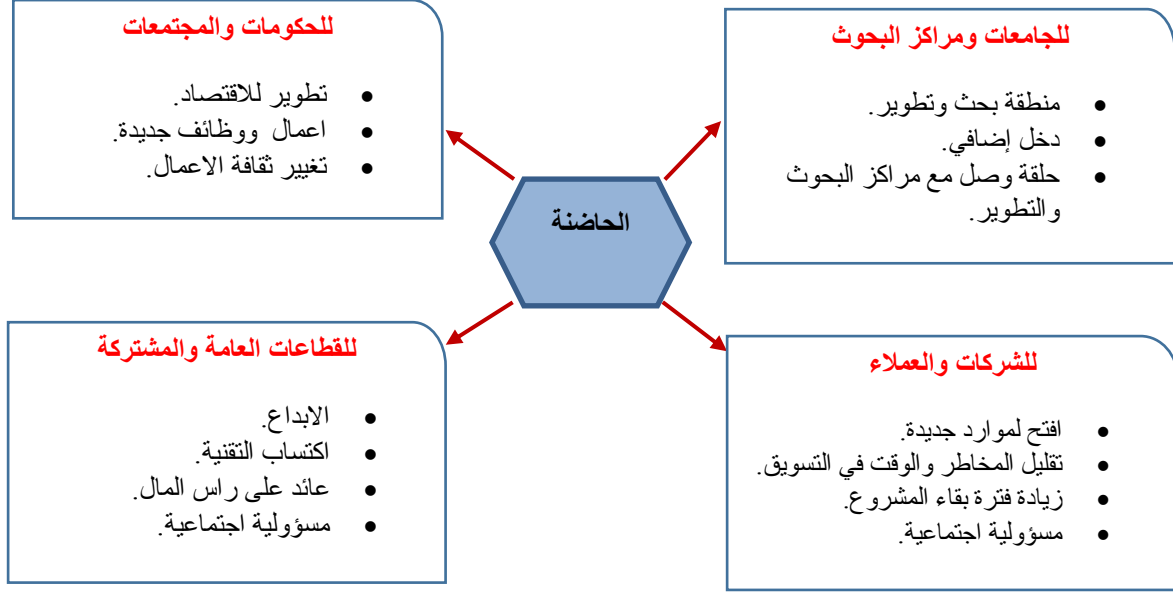 للجامعات ومراكز البحوث
منطقة بحث وتطوير.
دخل إضافي.
حلقة وصل مع مراكز البحوث
والتطوير.
للحكومات والمجتمعات
تطوير للاقتصاد.
اعمال ووظائف جديدة.
تغيير ثقافة الاعمال.
الحاضنة
للشركات والعملاء
افتح لموارد جديدة.
تقليل المخاطر والوقت في التسويق.
زيادة فترة بقاء المشروع.
مسؤولية اجتماعية.
للقطاعات العامة والمشتركة
الابداع.
اكتساب التقنية.
عائد على راس المال.
مسؤولية اجتماعية.